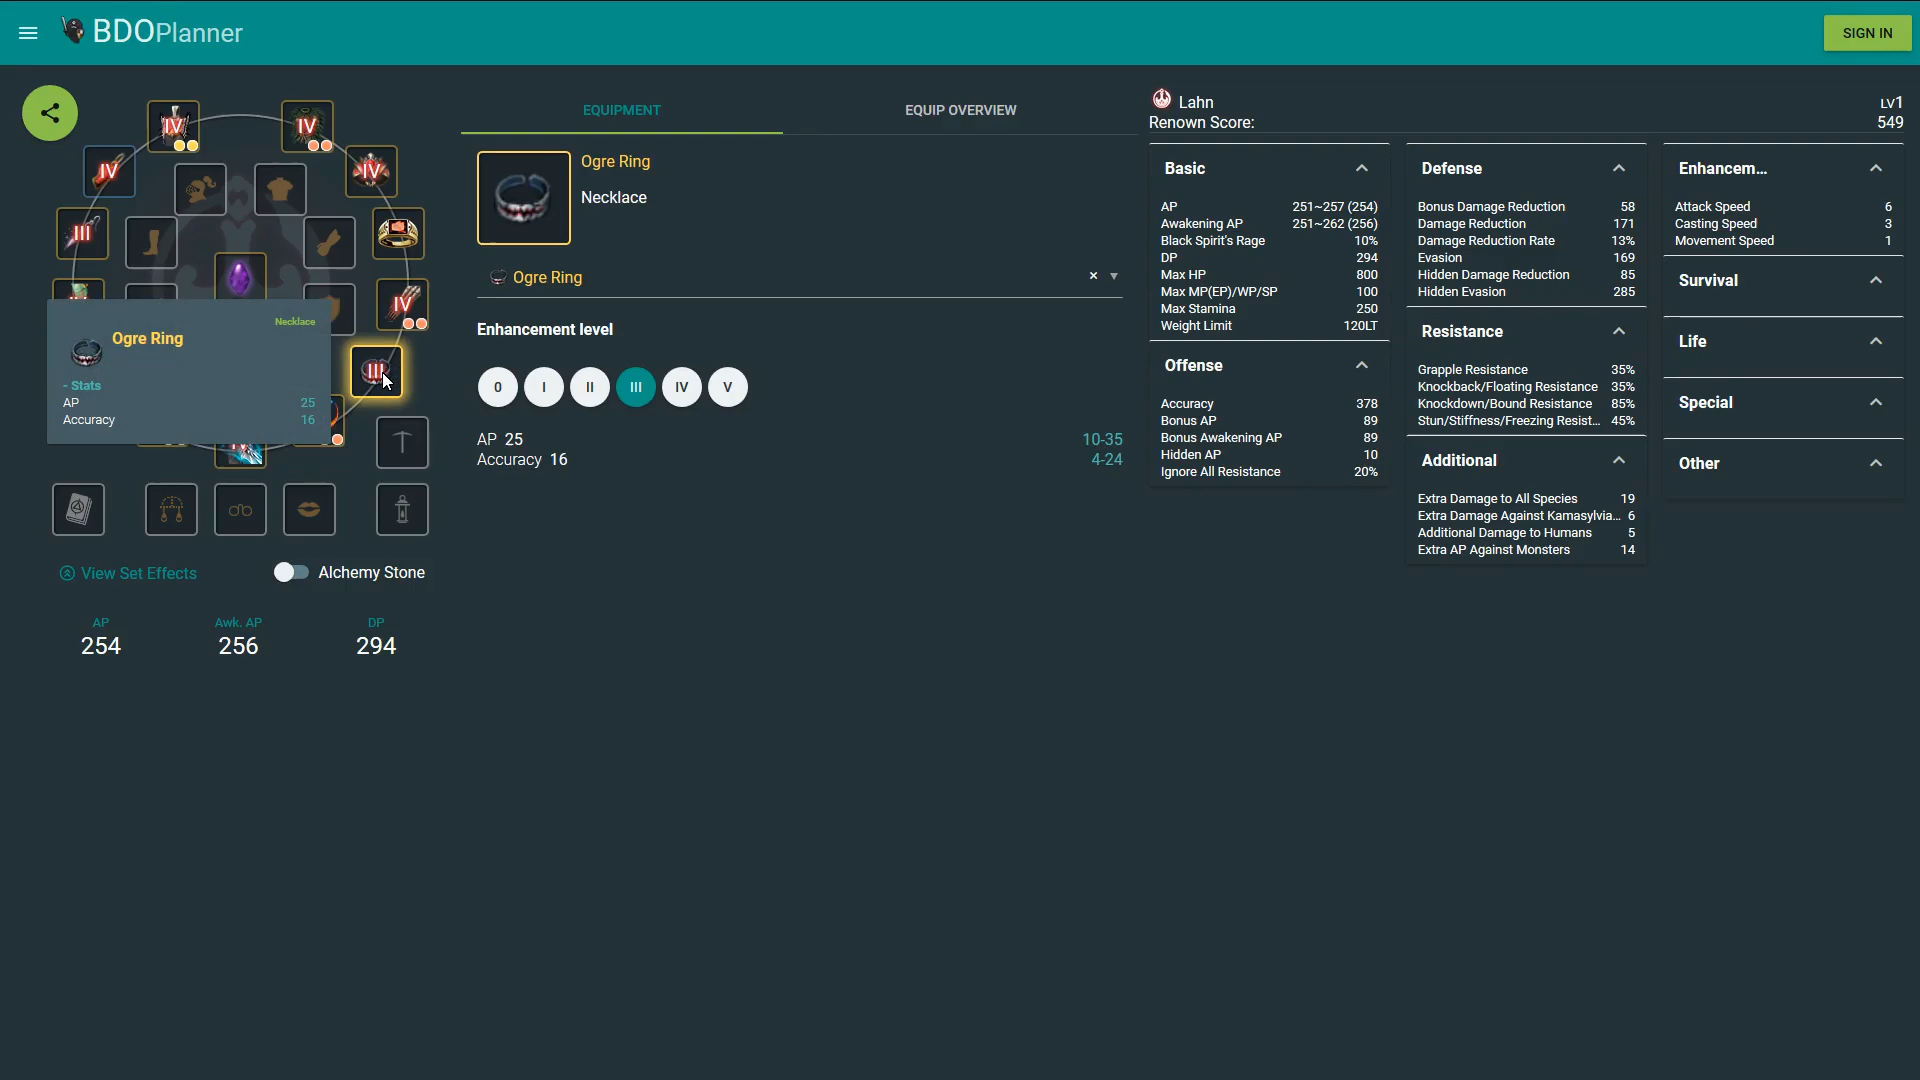 BDOPlanner
SIGN IN
IV
IV
IV
IV
III
IV
III
Necklace
Ogre Ring
- Stats
AP 25
Accuracy 16
View Set Effects
Alchemy Stone
AP
254
Awk. AP
256
DP
294
EQUIPMENT
EQUIP OVERVIEW
Ogre Ring
Necklace
Ogre Ring
×
Enhancement level
0 I II III IV V
AP 25 10-35
Accuracy 16 4-24
Lahn LV1
Renown Score: 549
Basic
AP 251~257 (254)
Awakening AP 251~262 (256)
Black Spirit's Rage 10%
DP 294
Max HP 800
Max MP(EP)/WP/SP 100
Max Stamina 250
Weight Limit 120LT
Offense
Accuracy 378
Bonus AP 89
Bonus Awakening AP 89
Hidden AP 10
Ignore All Resistance 20%
Defense
Bonus Damage Reduction 58
Damage Reduction 171
Damage Reduction Rate 13%
Evasion 169
Hidden Damage Reduction 85
Hidden Evasion 285
Resistance
Grapple Resistance 35%
Knockback/Floating Resistance 35%
Knockdown/Bound Resistance 85%
Stun/Stiffness/Freezing Resist... 45%
Additional
Extra Damage to All Species 19
Extra Damage Against Kamasylvia... 6
Additional Damage to Humans 5
Extra AP Against Monsters 14
Enhancem...
Attack Speed 6
Casting Speed 3
Movement Speed 1
Survival
Life
Special
Other